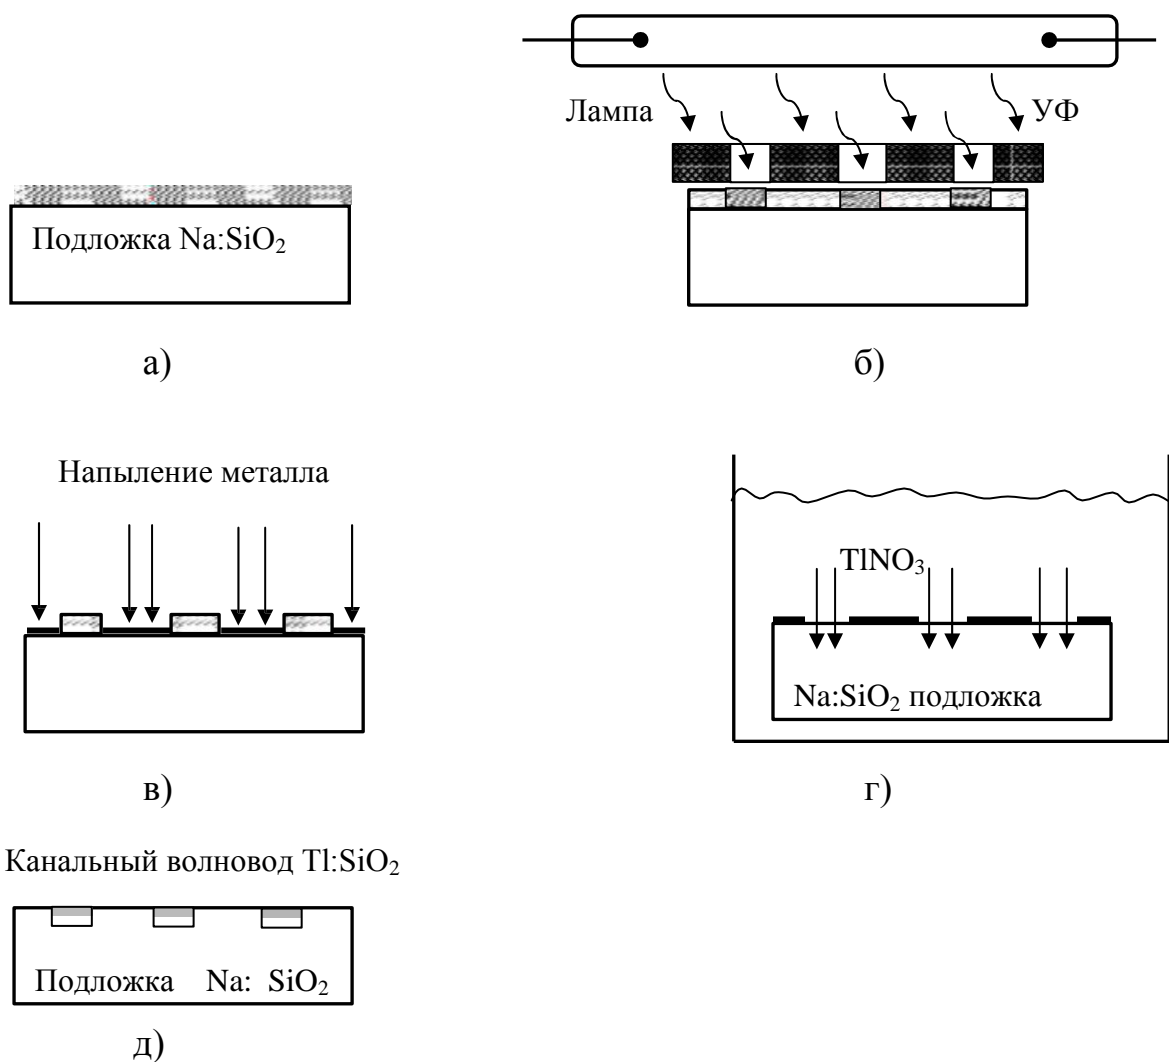 Лампа
УФ
Подложка Na:SiO₂
а)
б)
Напыление металла
TlNO₃
Na:SiO₂ подложка
в)
г)
Канальный волновод Tl:SiO₂
Подложка Na: SiO₂
д)